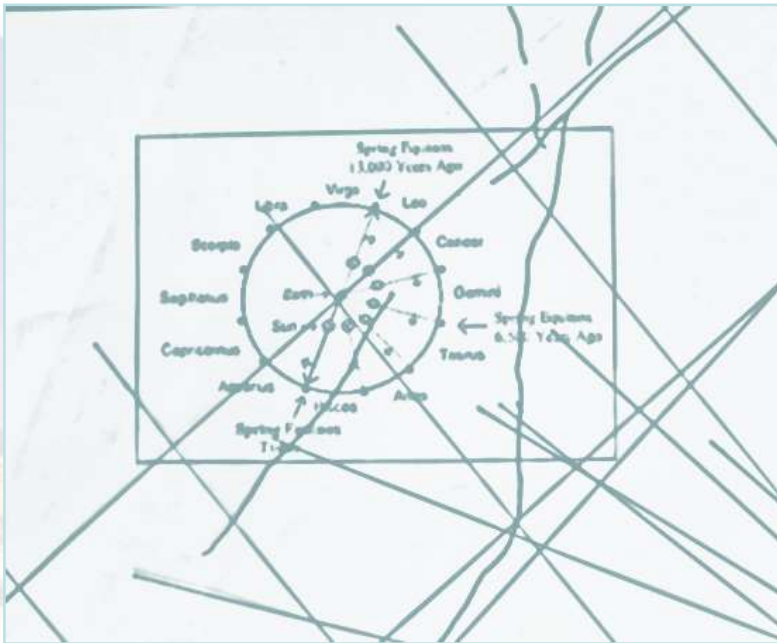 Spring Equinox
13,000 Years Ago
Virgo
Leo
Libra
Cancer
Scorpio
Gemini
Earth
Sun
Spring Equinox
Years Ago
Capricornus
Taurus
Aquarius
Pisces
Aries
Spring Equinox